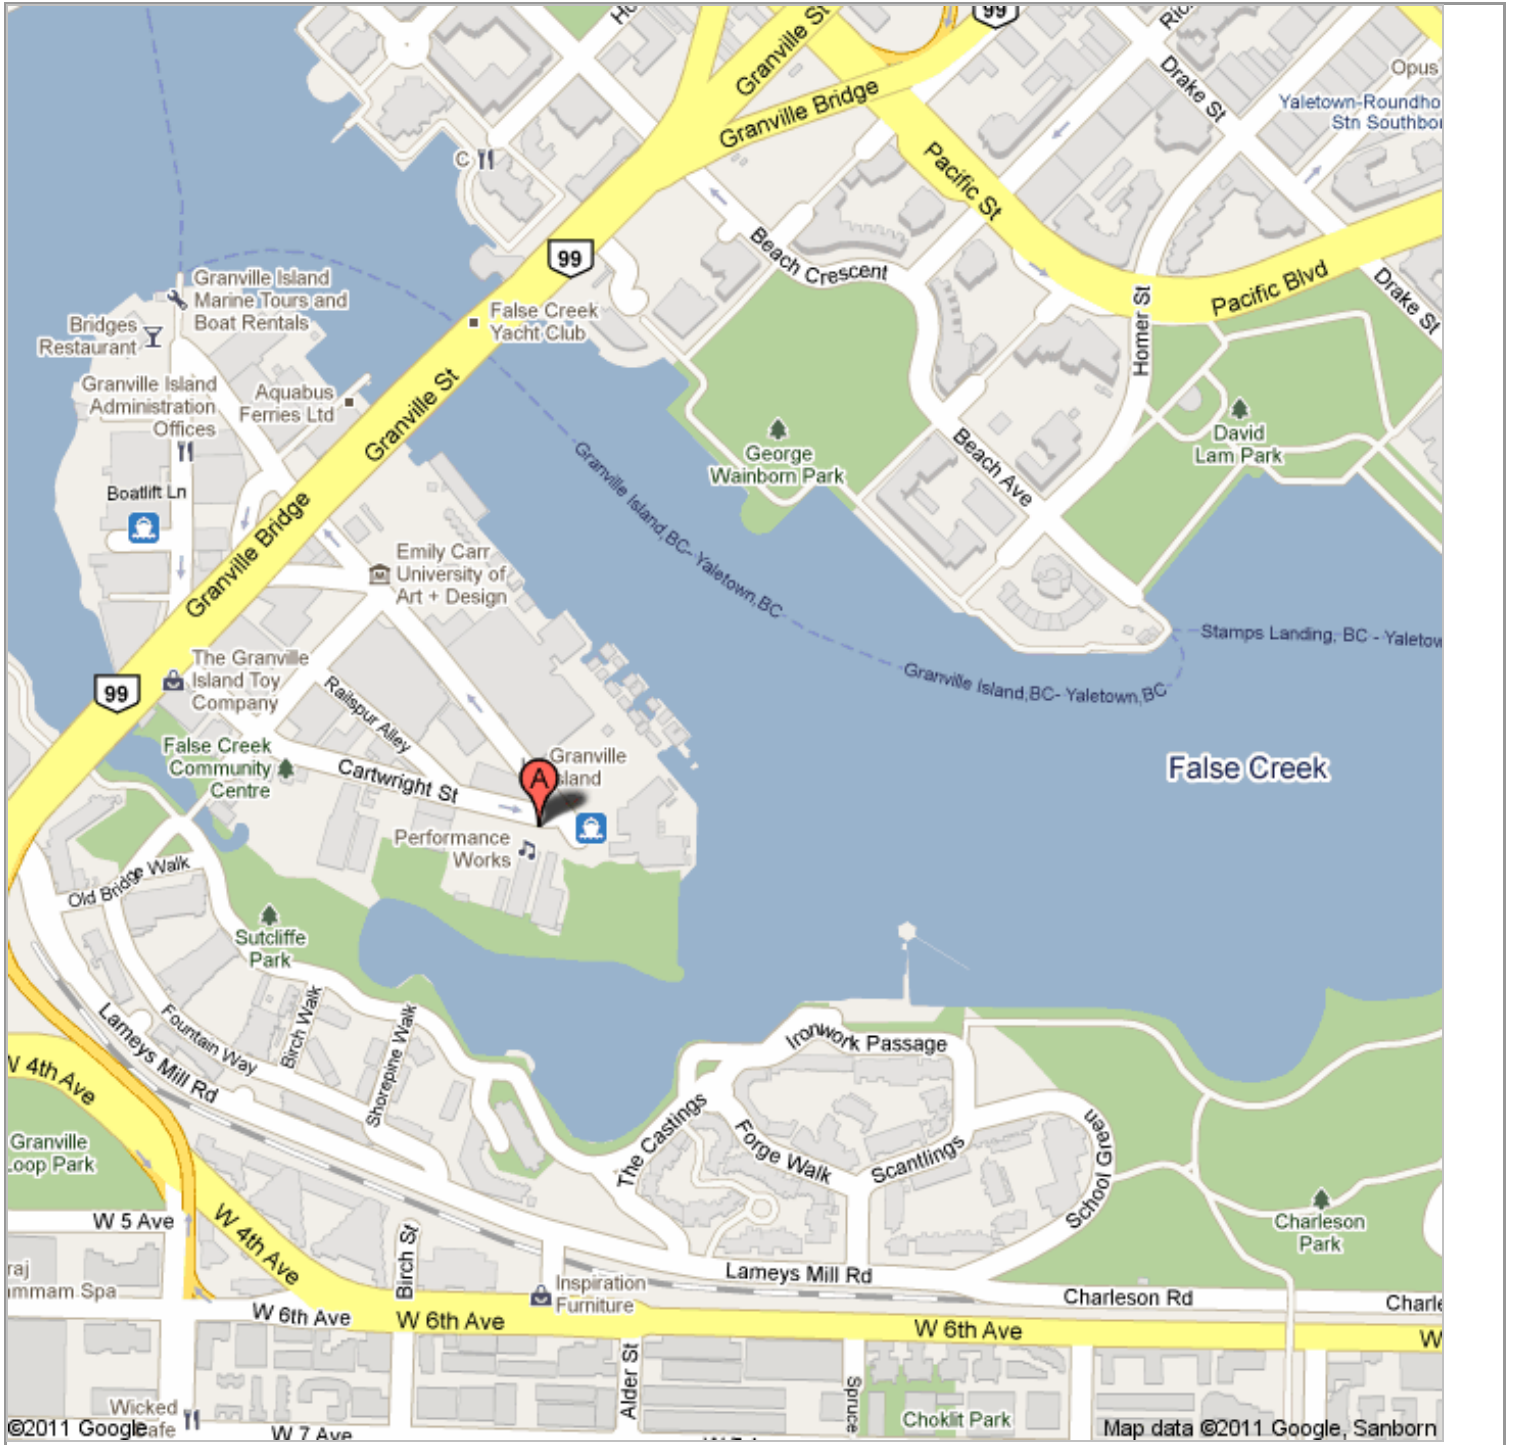 99
Granville St
Granville Bridge
Drake St
Opus
Yaletown-Roundho
Stn Southbor
C
Pacific St
99
Beach Crescent
Granville Island
Marine Tours and
Boat Rentals
Bridges
Restaurant
False Creek
Yacht Club
Pacific Blvd
Drake St
Homer St
Granville Island
Administration
Offices
Aquabus
Ferries Ltd
Granville St
George
Wainborn Park
David
Lam Park
Beach Ave
Boatlift Ln
Granville Bridge
Granville Island,BC- Yaletown,BC
Emily Carr
University of
Art + Design
Stamps Landing, BC - Yaletow
Granville Island,BC- Yaletown,BC
99
The Granville
Island Toy
Company
Railspur Alley
False Creek
Community
Centre
Cartwright St
Granville
sland
A
False Creek
Performance
Works
Old Bridge Walk
Sutcliffe
Park
Lameys Mill Rd
Fountain Way
Birch Walk
Shorepine Walk
Ironwork Passage
W 4th Ave
Granville
Loop Park
The Castings
Forge Walk
Scantlings
School Green
Charleson
Park
W 5 Ave
W 4th Ave
Birch St
Lameys Mill Rd
raj
mmam Spa
Inspiration
Furniture
Charleson Rd
Charle
W 6th Ave
W 6th Ave
W 6th Ave
W
Alder St
Spruce
Choklit Park
Wicked
afe
W 7 Ave
©2011 Google
Map data ©2011 Google, Sanborn